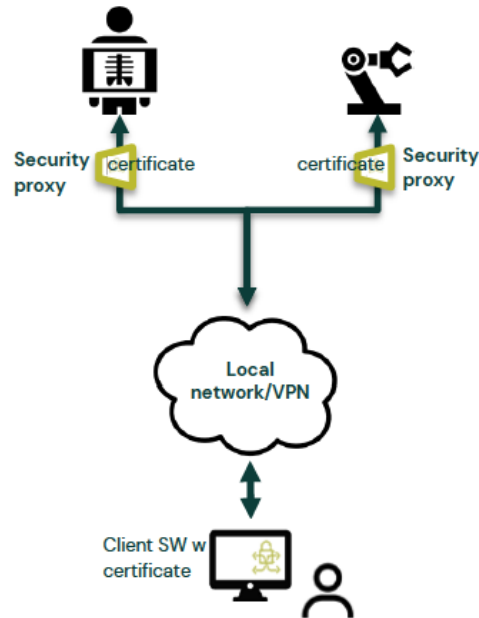 Security
proxy
certificate
certificate
Security
proxy
Local
network/VPN
Client SW w
certificate